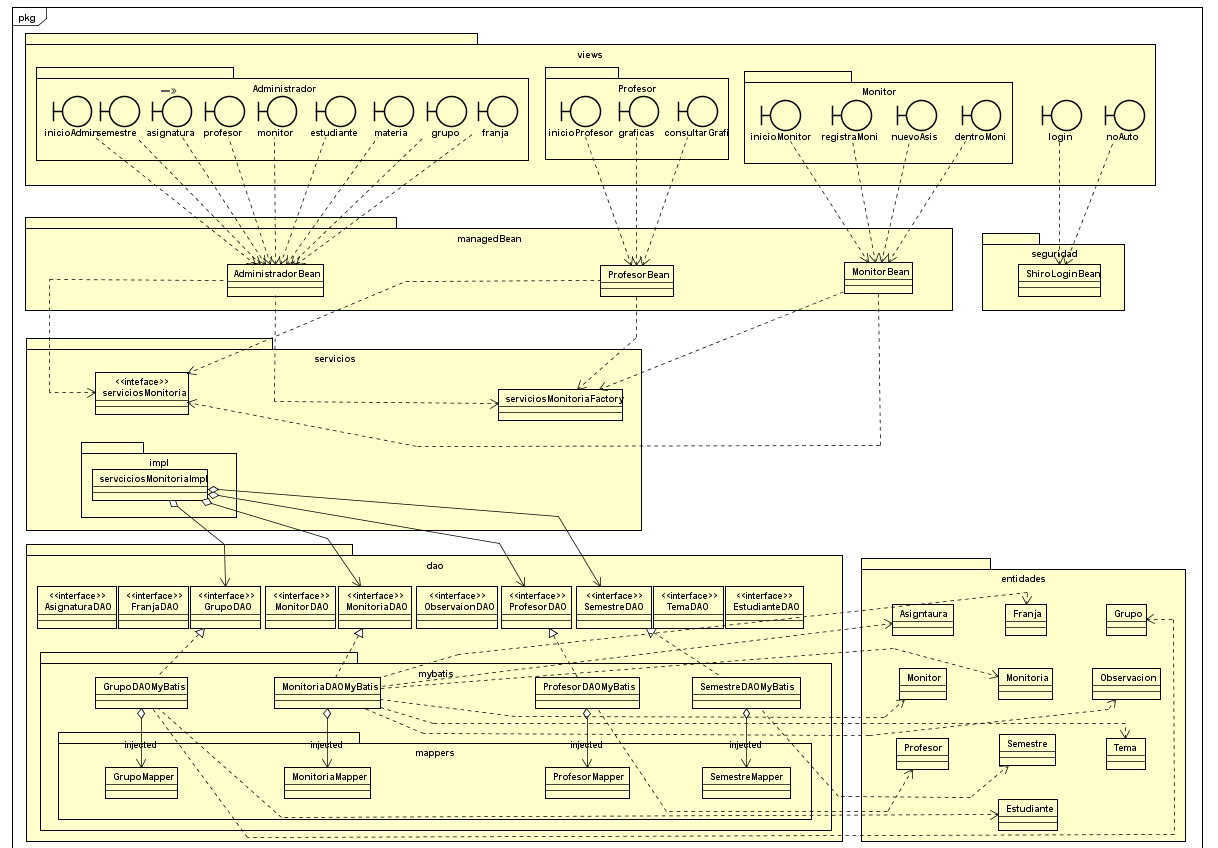 pkg
views
Administrador
inicioAdmin
semestre
asignatura
profesor
monitor
estudiante
materia
grupo
franja
Profesor
inicioProfesor
graficas
consultarGrafi
Monitor
inicioMonitor
registraMoni
nuevoAsis
dentroMoni
login
noAuto
managedBean
AdministradorBean
ProfesorBean
MonitorBean
seguridad
ShiroLoginBean
servicios
<<inteface>>
serviciosMonitoria
serviciosMonitoriaFactory
impl
servciciosMonitoriaImpl
dao
<<interface>>
AsignaturaDAO
<<interface>>
FranjaDAO
<<interface>>
GrupoDAO
<<interface>>
MonitorDAO
<<interface>>
MonitoriaDAO
<<interface>>
ObservaionDAO
<<interface>>
ProfesorDAO
<<interface>>
SemestreDAO
<<interface>>
TemaDAO
<<interface>>
EstudianteDAO
mybatis
GrupoDAOMyBatis
MonitoriaDAOMyBatis
ProfesorDAOMyBatis
SemestreDAOMyBatis
injected
injected
injected
injected
mappers
GrupoMapper
MonitoriaMapper
ProfesorMapper
SemestreMapper
entidades
Asigntaura
Franja
Grupo
Monitor
Monitoria
Observacion
Profesor
Semestre
Tema
Estudiante